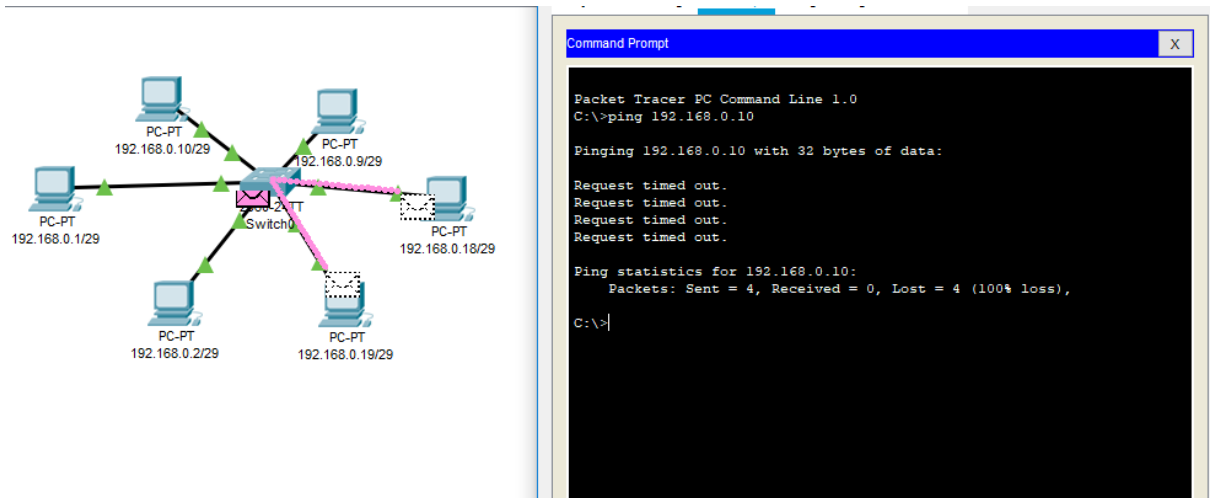 PC-PT
192.168.0.10/29
PC-PT
192.168.0.9/29
PC-PT
192.168.0.1/29
Switch0
PC-PT
192.168.0.18/29
PC-PT
192.168.0.2/29
PC-PT
192.168.0.19/29
Command Prompt
X
Packet Tracer PC Command Line 1.0
C:\>ping 192.168.0.10
Pinging 192.168.0.10 with 32 bytes of data:
Request timed out.
Request timed out.
Request timed out.
Request timed out.
Ping statistics for 192.168.0.10:
Packets: Sent = 4, Received = 0, Lost = 4 (100% loss),
C:\>